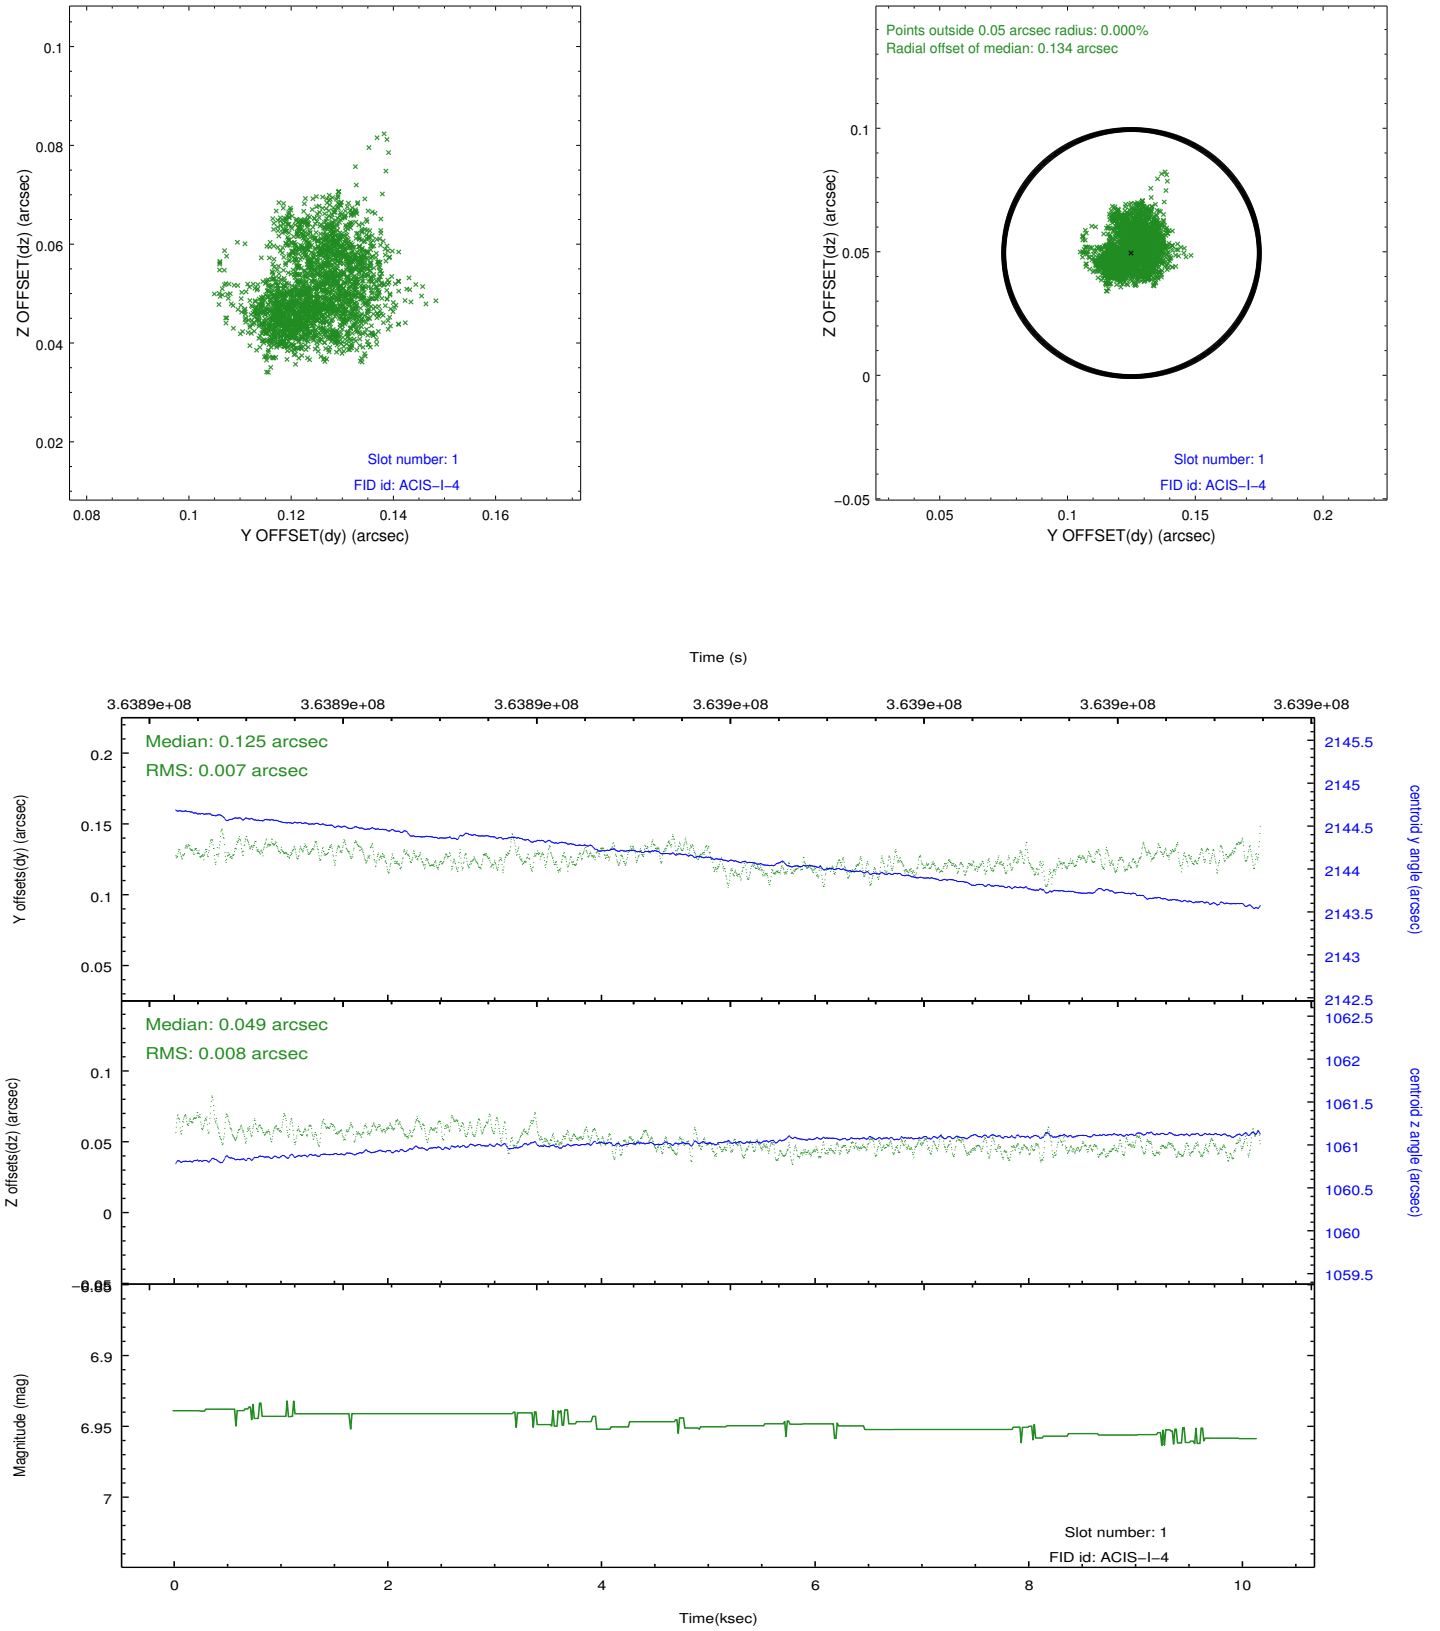 0.1
0.08
0.06
0.04
0.02
Z OFFSET(dz) (arcsec)
Slot number: 1
FID id: ACIS−I−4
0.08 0.1 0.12 0.14 0.16
Y OFFSET(dy) (arcsec)
Points outside 0.05 arcsec radius: 0.000%
Radial offset of median: 0.134 arcsec
0.1
0.05
0
−0.05
Z OFFSET(dz) (arcsec)
Slot number: 1
FID id: ACIS−I−4
0.05 0.1 0.15 0.2
Y OFFSET(dy) (arcsec)
Time (s)
3.6389e+08 3.6389e+08 3.6389e+08 3.639e+08 3.639e+08 3.639e+08 3.639e+08
Median: 0.125 arcsec
RMS: 0.007 arcsec
0.2
0.15
0.1
0.05
Y offsets(dy) (arcsec)
2145.5
2145
2144.5
2144
2143.5
2143
2142.5
centroid y angle (arcsec)
Median: 0.049 arcsec
RMS: 0.008 arcsec
0.1
0.05
0
−0.05
Z offsets(dz) (arcsec)
1062.5
1062
1061.5
1061
1060.5
1060
1059.5
centroid z angle (arcsec)
6.85
6.9
6.95
7
Magnitude (mag)
Slot number: 1
FID id: ACIS−I−4
0 2 4 6 8 10
Time(ksec)